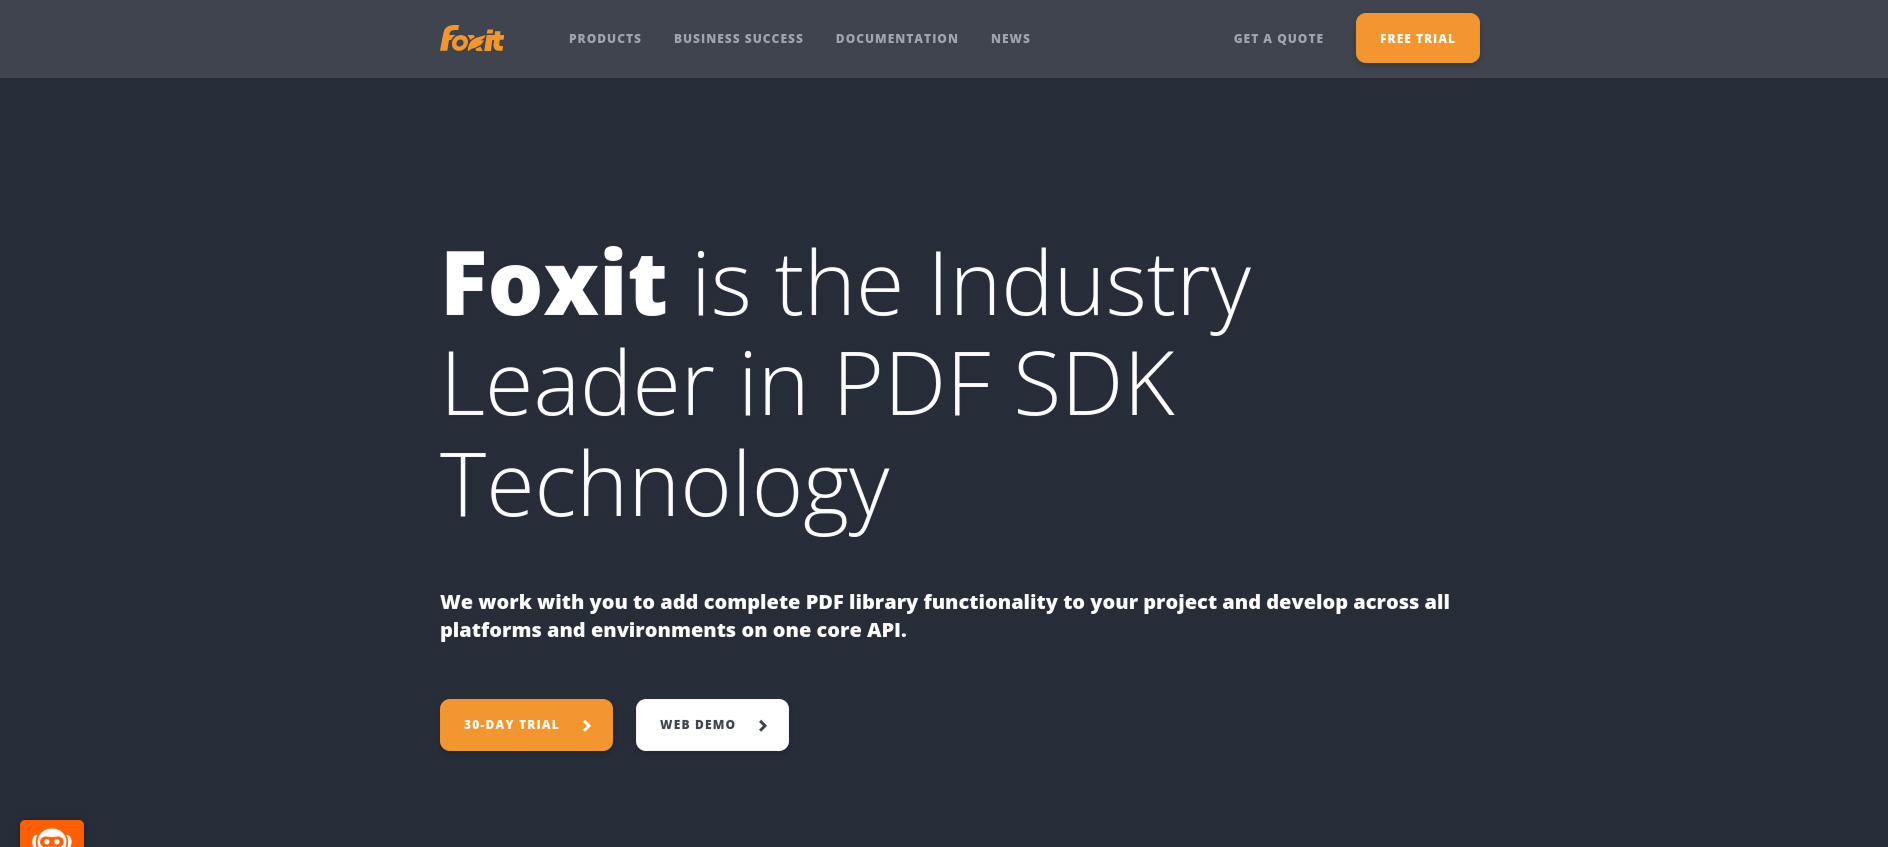 Foxit
PRODUCTS
BUSINESS SUCCESS
DOCUMENTATION
NEWS
GET A QUOTE
FREE TRIAL
Foxit is the Industry
Leader in PDF SDK
Technology
We work with you to add complete PDF library functionality to your project and develop across all
platforms and environments on one core API.
30-DAY TRIAL
WEB DEMO